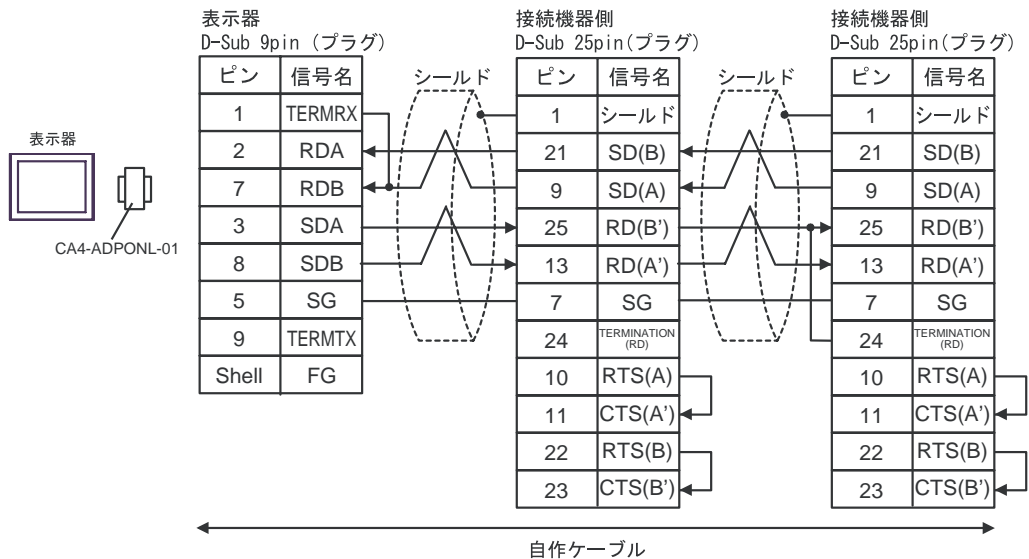 表示器
CA4-ADPONL-01
表示器
D-Sub 9pin (プラグ)
ピン 信号名
1 TERMRX
2 RDA
7 RDB
3 SDA
8 SDB
5 SG
9 TERMTX
Shell FG
シールド
接続機器側
D-Sub 25pin(プラグ)
ピン 信号名
1 シールド
21 SD(B)
9 SD(A)
25 RD(B')
13 RD(A')
7 SG
24 TERMINATION
(RD)
10 RTS(A)
11 CTS(A')
22 RTS(B)
23 CTS(B')
シールド
接続機器側
D-Sub 25pin(プラグ)
ピン 信号名
1 シールド
21 SD(B)
9 SD(A)
25 RD(B')
13 RD(A')
7 SG
24 TERMINATION
(RD)
10 RTS(A)
11 CTS(A')
22 RTS(B)
23 CTS(B')
自作ケーブル